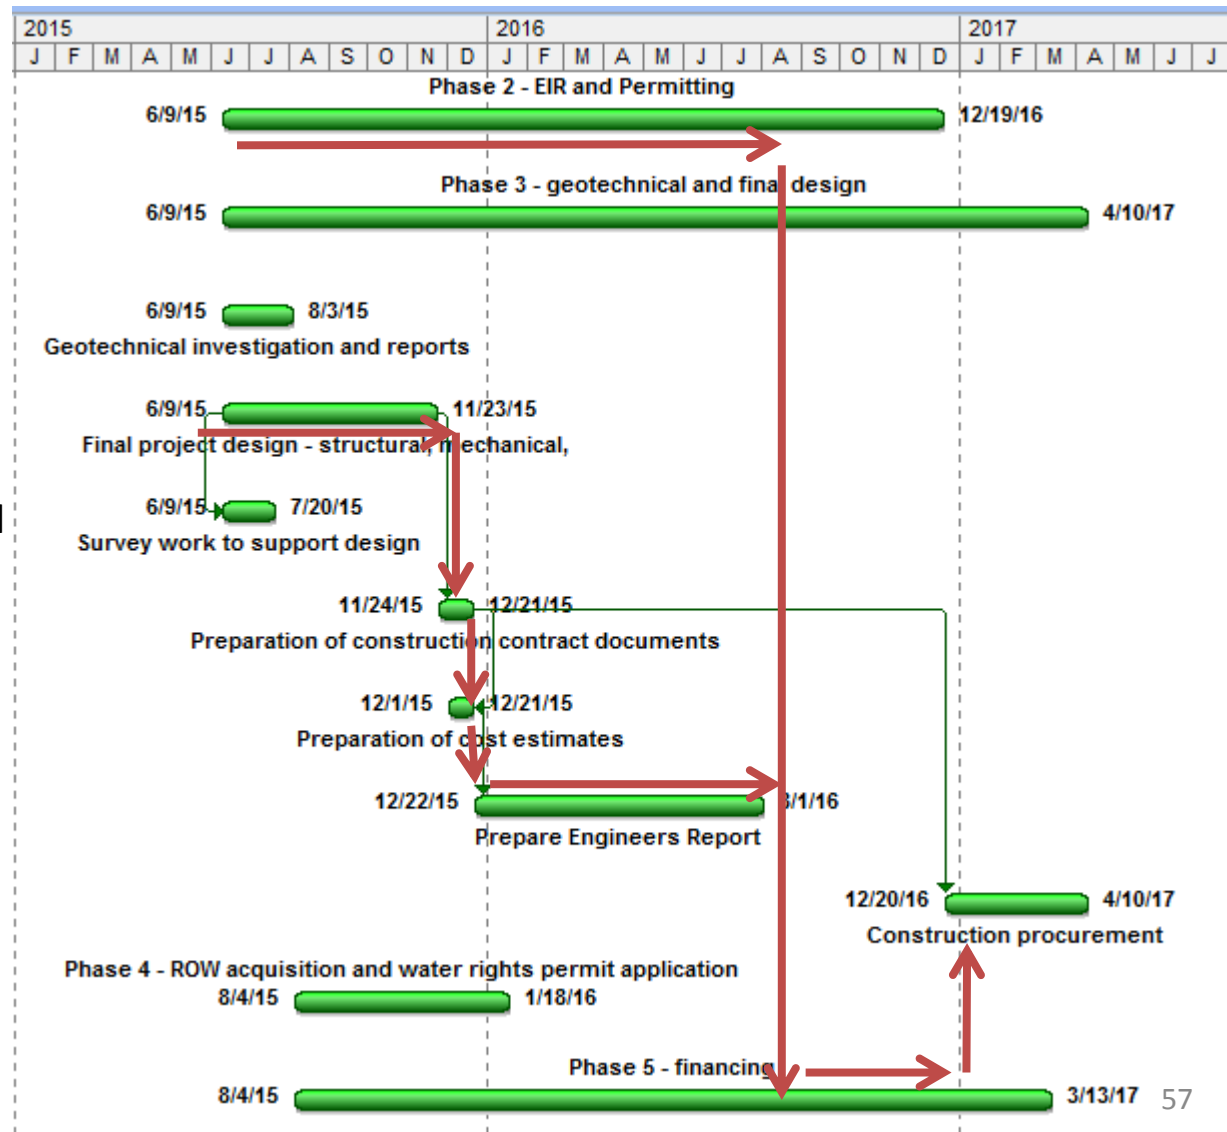 2015 2016 2017
J F M A M J J A S O N D J F M A M J J A S O N D J F M A M J J
Phase 2 - EIR and Permitting
6/9/15 12/19/16
Phase 3 - geotechnical and final design
6/9/15 4/10/17
6/9/15 8/3/15
Geotechnical investigation and reports
6/9/15 11/23/15
Final project design - structural, mechanical,
6/9/15 7/20/15
Survey work to support design
11/24/15 12/21/15
Preparation of construction contract documents
12/1/15 12/21/15
Preparation of cost estimates
12/22/15 8/1/16
Prepare Engineers Report
12/20/16 4/10/17
Construction procurement
Phase 4 - ROW acquisition and water rights permit application
8/4/15 1/18/16
Phase 5 - financing
8/4/15 3/13/17 57